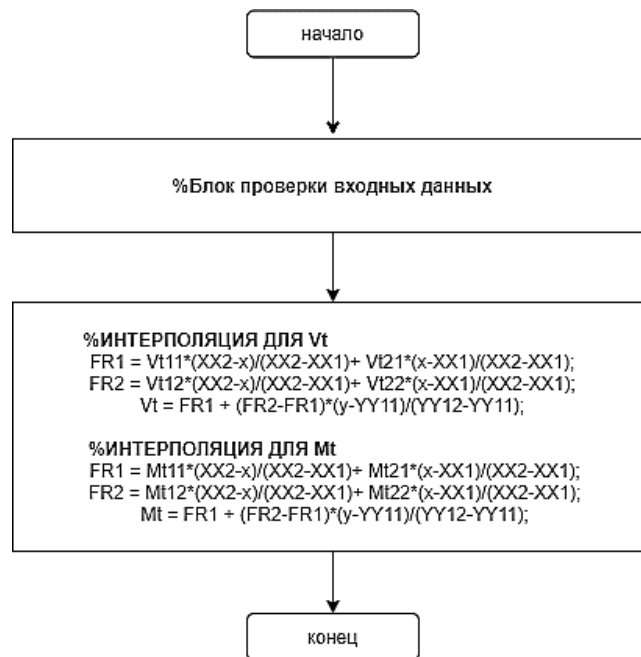 начало
%Блок проверки входных данных
%ИНТЕРПОЛЯЦИЯ ДЛЯ Vt
FR1 = Vt11*(XX2-x)/(XX2-XX1)+ Vt21*(x-XX1)/(XX2-XX1);
FR2 = Vt12*(XX2-x)/(XX2-XX1)+ Vt22*(x-XX1)/(XX2-XX1);
Vt = FR1 + (FR2-FR1)*(y-YY11)/(YY12-YY11);
%ИНТЕРПОЛЯЦИЯ ДЛЯ Mt
FR1 = Mt11*(XX2-x)/(XX2-XX1)+ Mt21*(x-XX1)/(XX2-XX1);
FR2 = Mt12*(XX2-x)/(XX2-XX1)+ Mt22*(x-XX1)/(XX2-XX1);
Mt = FR1 + (FR2-FR1)*(y-YY11)/(YY12-YY11);
конец